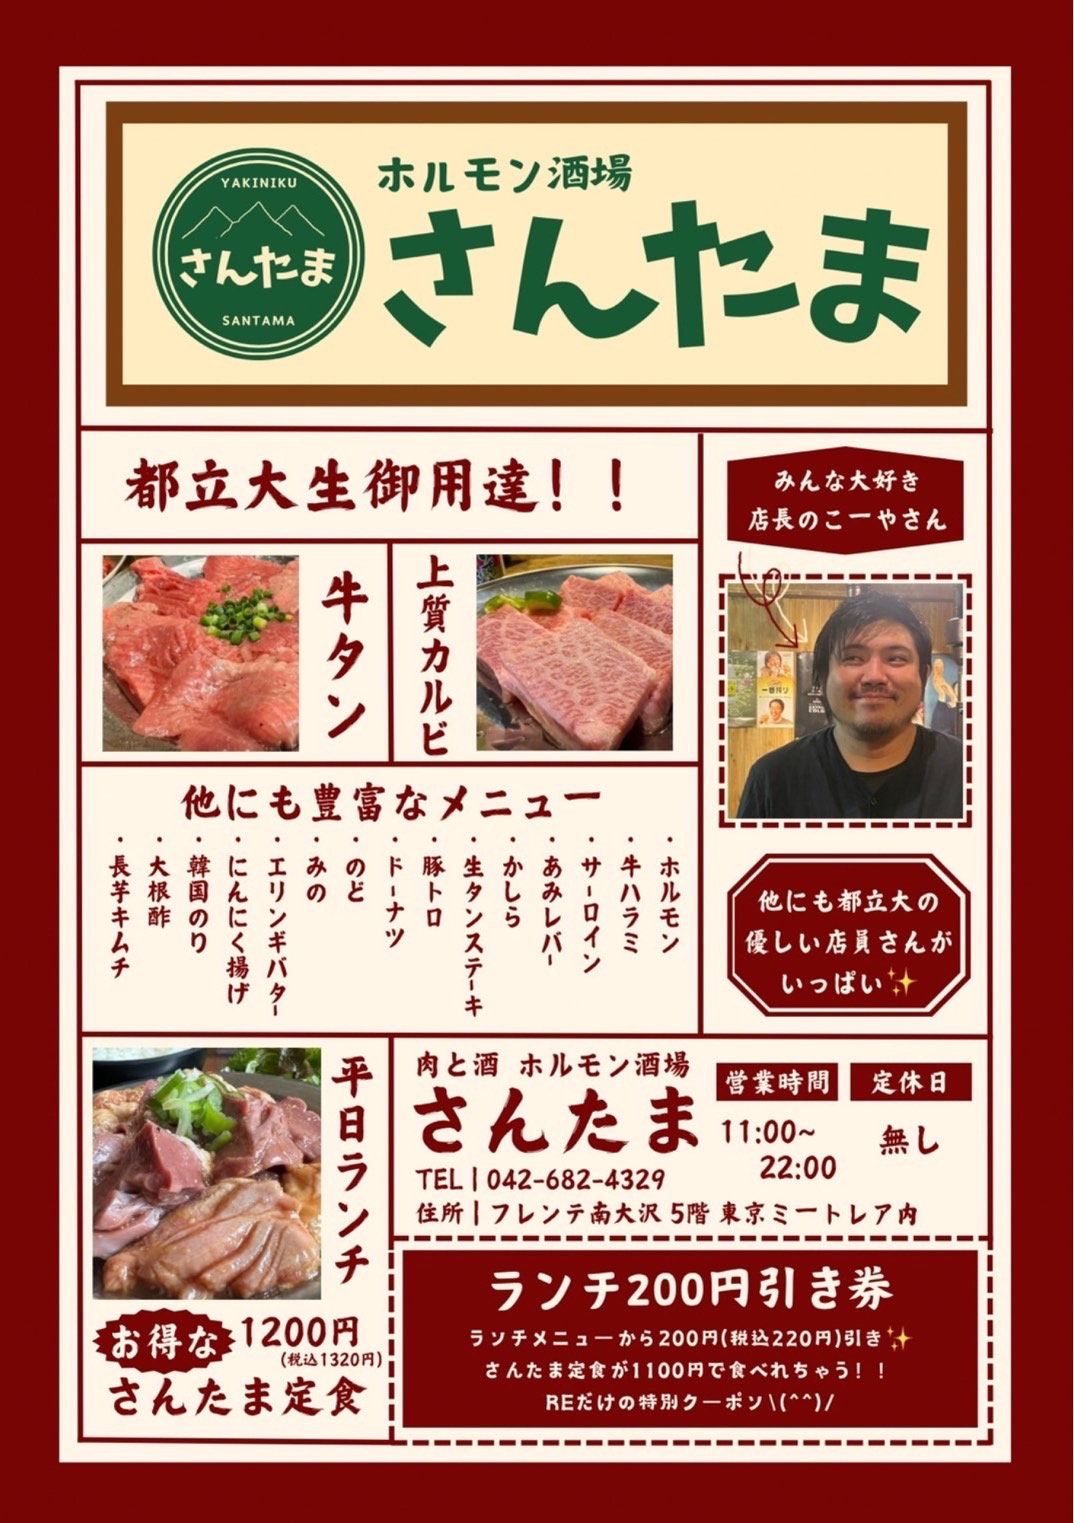 YAKINIKU
さんたま
SANTAMA
ホルモン酒場
さんたま
都立大生御用達！！
みんな大好き
店長のこーやさん
牛タン
上質カルビ
一番搾り
他にも豊富なメニュー
・ホルモン
・牛ハラミ
・サーロイン
・あみレバー
・かしら
・生タンステーキ
・豚トロ
・ドーナツ
・のど
・みの
・エリンギバター
・にんにく揚げ
・韓国のり
・大根酢
・長芋キムチ
他にも都立大の
優しい店員さんが
いっぱい✨
平日ランチ
お得な
1200円
(税込1320円)
さんたま定食
肉と酒 ホルモン酒場
さんたま
TEL | 042-682-4329
住所 | フレンテ南大沢 5階 東京ミートレア内
営業時間
11:00~
22:00
定休日
無し
ランチ200円引き券
ランチメニューから200円(税込220円)引き✨
さんたま定食が1100円で食べれちゃう！！
REだけの特別クーポン\(^^)/